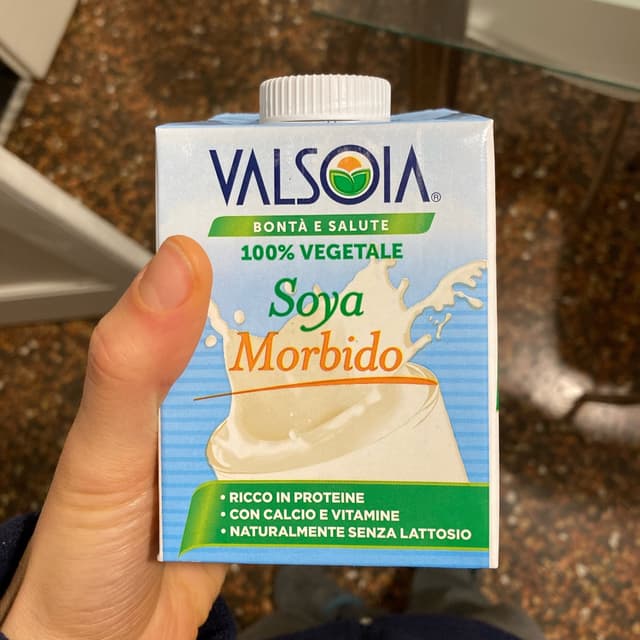 VALSOIA®
BONTÀ E SALUTE
100% VEGETALE
Soya
Morbido
• RICCO IN PROTEINE
• CON CALCIO E VITAMINE
• NATURALMENTE SENZA LATTOSIO